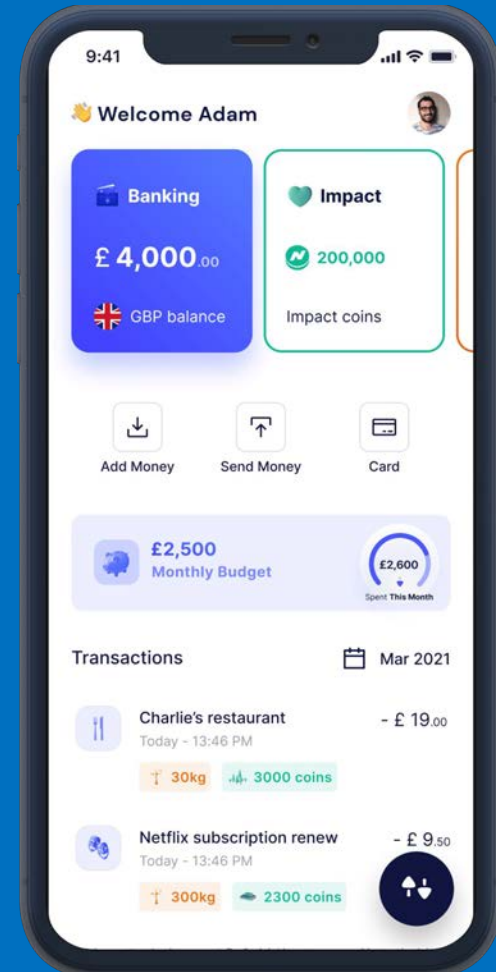 9:41
👋 Welcome Adam
Banking
£ 4,000.00
GBP balance
Impact
200,000
Impact coins
Add Money
Send Money
Card
£2,500
Monthly Budget
£2,600
Spent This Month
Transactions
Mar 2021
Charlie's restaurant
- £ 19.00
Today - 13:46 PM
30kg
3000 coins
Netflix subscription renew
- £ 9.50
Today - 13:46 PM
300kg
2300 coins